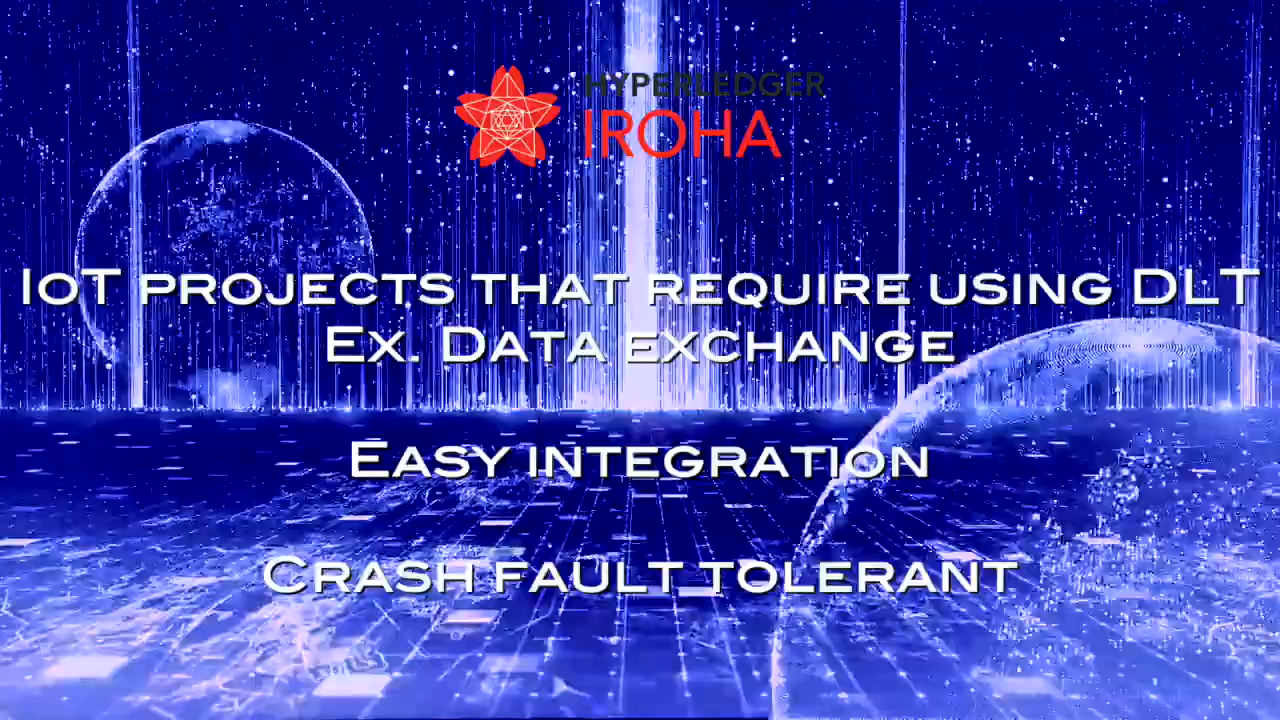 HYPERLEDGER
IROHA
IoT projects that require using DLT
Ex. Data exchange
Easy integration
Crash fault tolerant